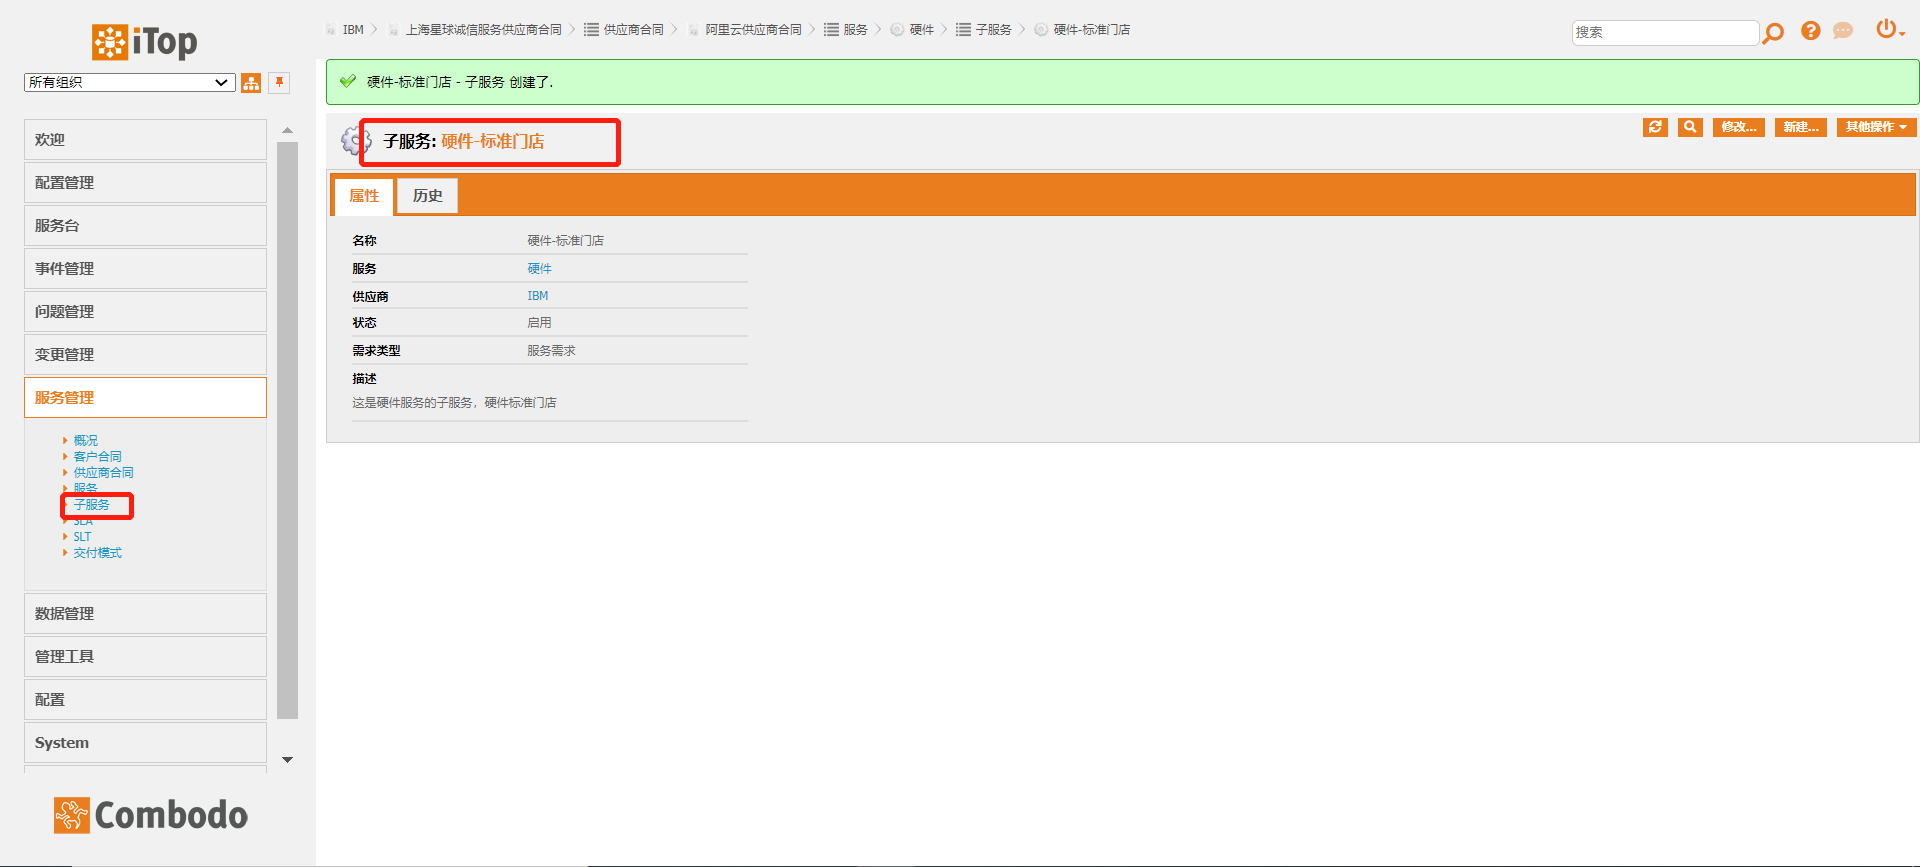 iTop
所有组织
欢迎
配置管理
服务台
事件管理
问题管理
变更管理
服务管理
概况
客户合同
供应商合同
服务
子服务
SLA
SLT
交付模式
数据管理
管理工具
配置
System
Combodo
IBM
上海星球诚信服务供应商合同
供应商合同
阿里云供应商合同
服务
硬件
子服务
硬件-标准门店
搜索
硬件-标准门店 - 子服务 创建了.
子服务: 硬件-标准门店
修改...
新建...
其他操作
属性
历史
名称 硬件-标准门店
服务 硬件
供应商 IBM
状态 启用
需求类型 服务需求
描述
这是硬件服务的子服务，硬件标准门店